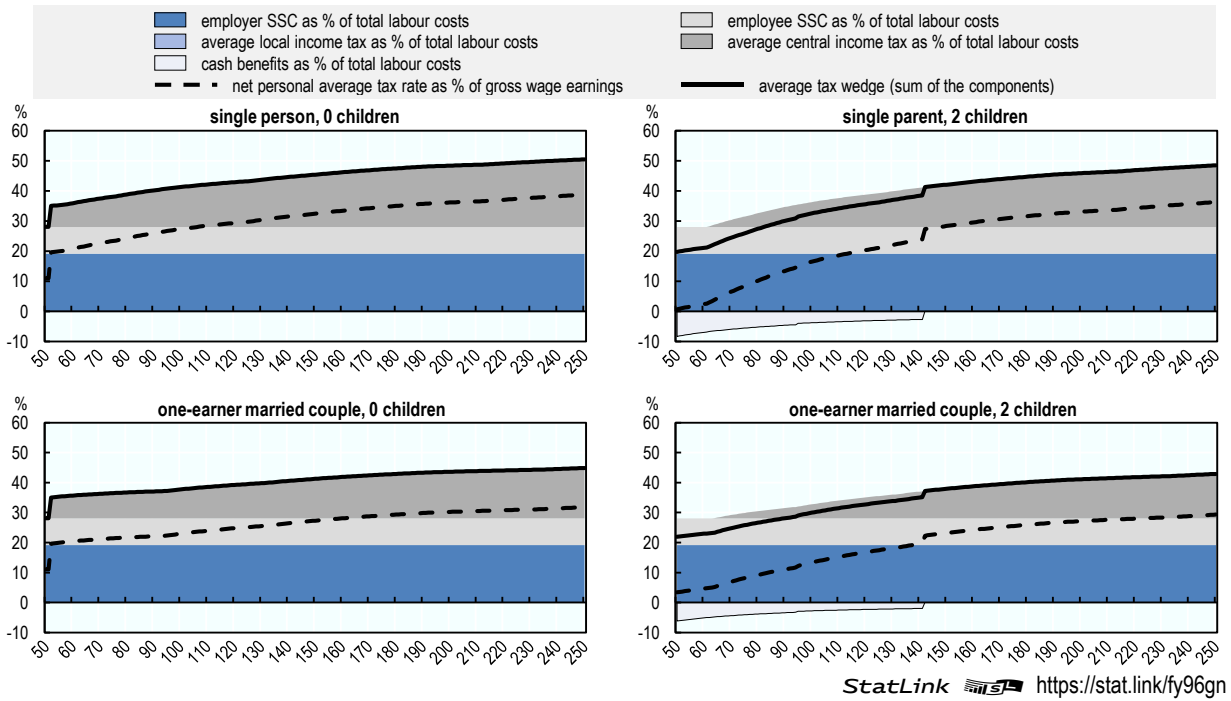 employer SSC as % of total labour costs
employee SSC as % of total labour costs
average local income tax as % of total labour costs
average central income tax as % of total labour costs
cash benefits as % of total labour costs
net personal average tax rate as % of gross wage earnings
average tax wedge (sum of the components)
%
single person, 0 children
60
50
40
30
20
10
0
-10
50 60 70 80 90 100 110 120 130 140 150 160 170 180 190 200 210 220 230 240 250
%
single parent, 2 children
60
50
40
30
20
10
0
-10
50 60 70 80 90 100 110 120 130 140 150 160 170 180 190 200 210 220 230 240 250
%
one-earner married couple, 0 children
60
50
40
30
20
10
0
-10
50 60 70 80 90 100 110 120 130 140 150 160 170 180 190 200 210 220 230 240 250
%
one-earner married couple, 2 children
60
50
40
30
20
10
0
-10
50 60 70 80 90 100 110 120 130 140 150 160 170 180 190 200 210 220 230 240 250
StatLink https://stat.link/fy96gn